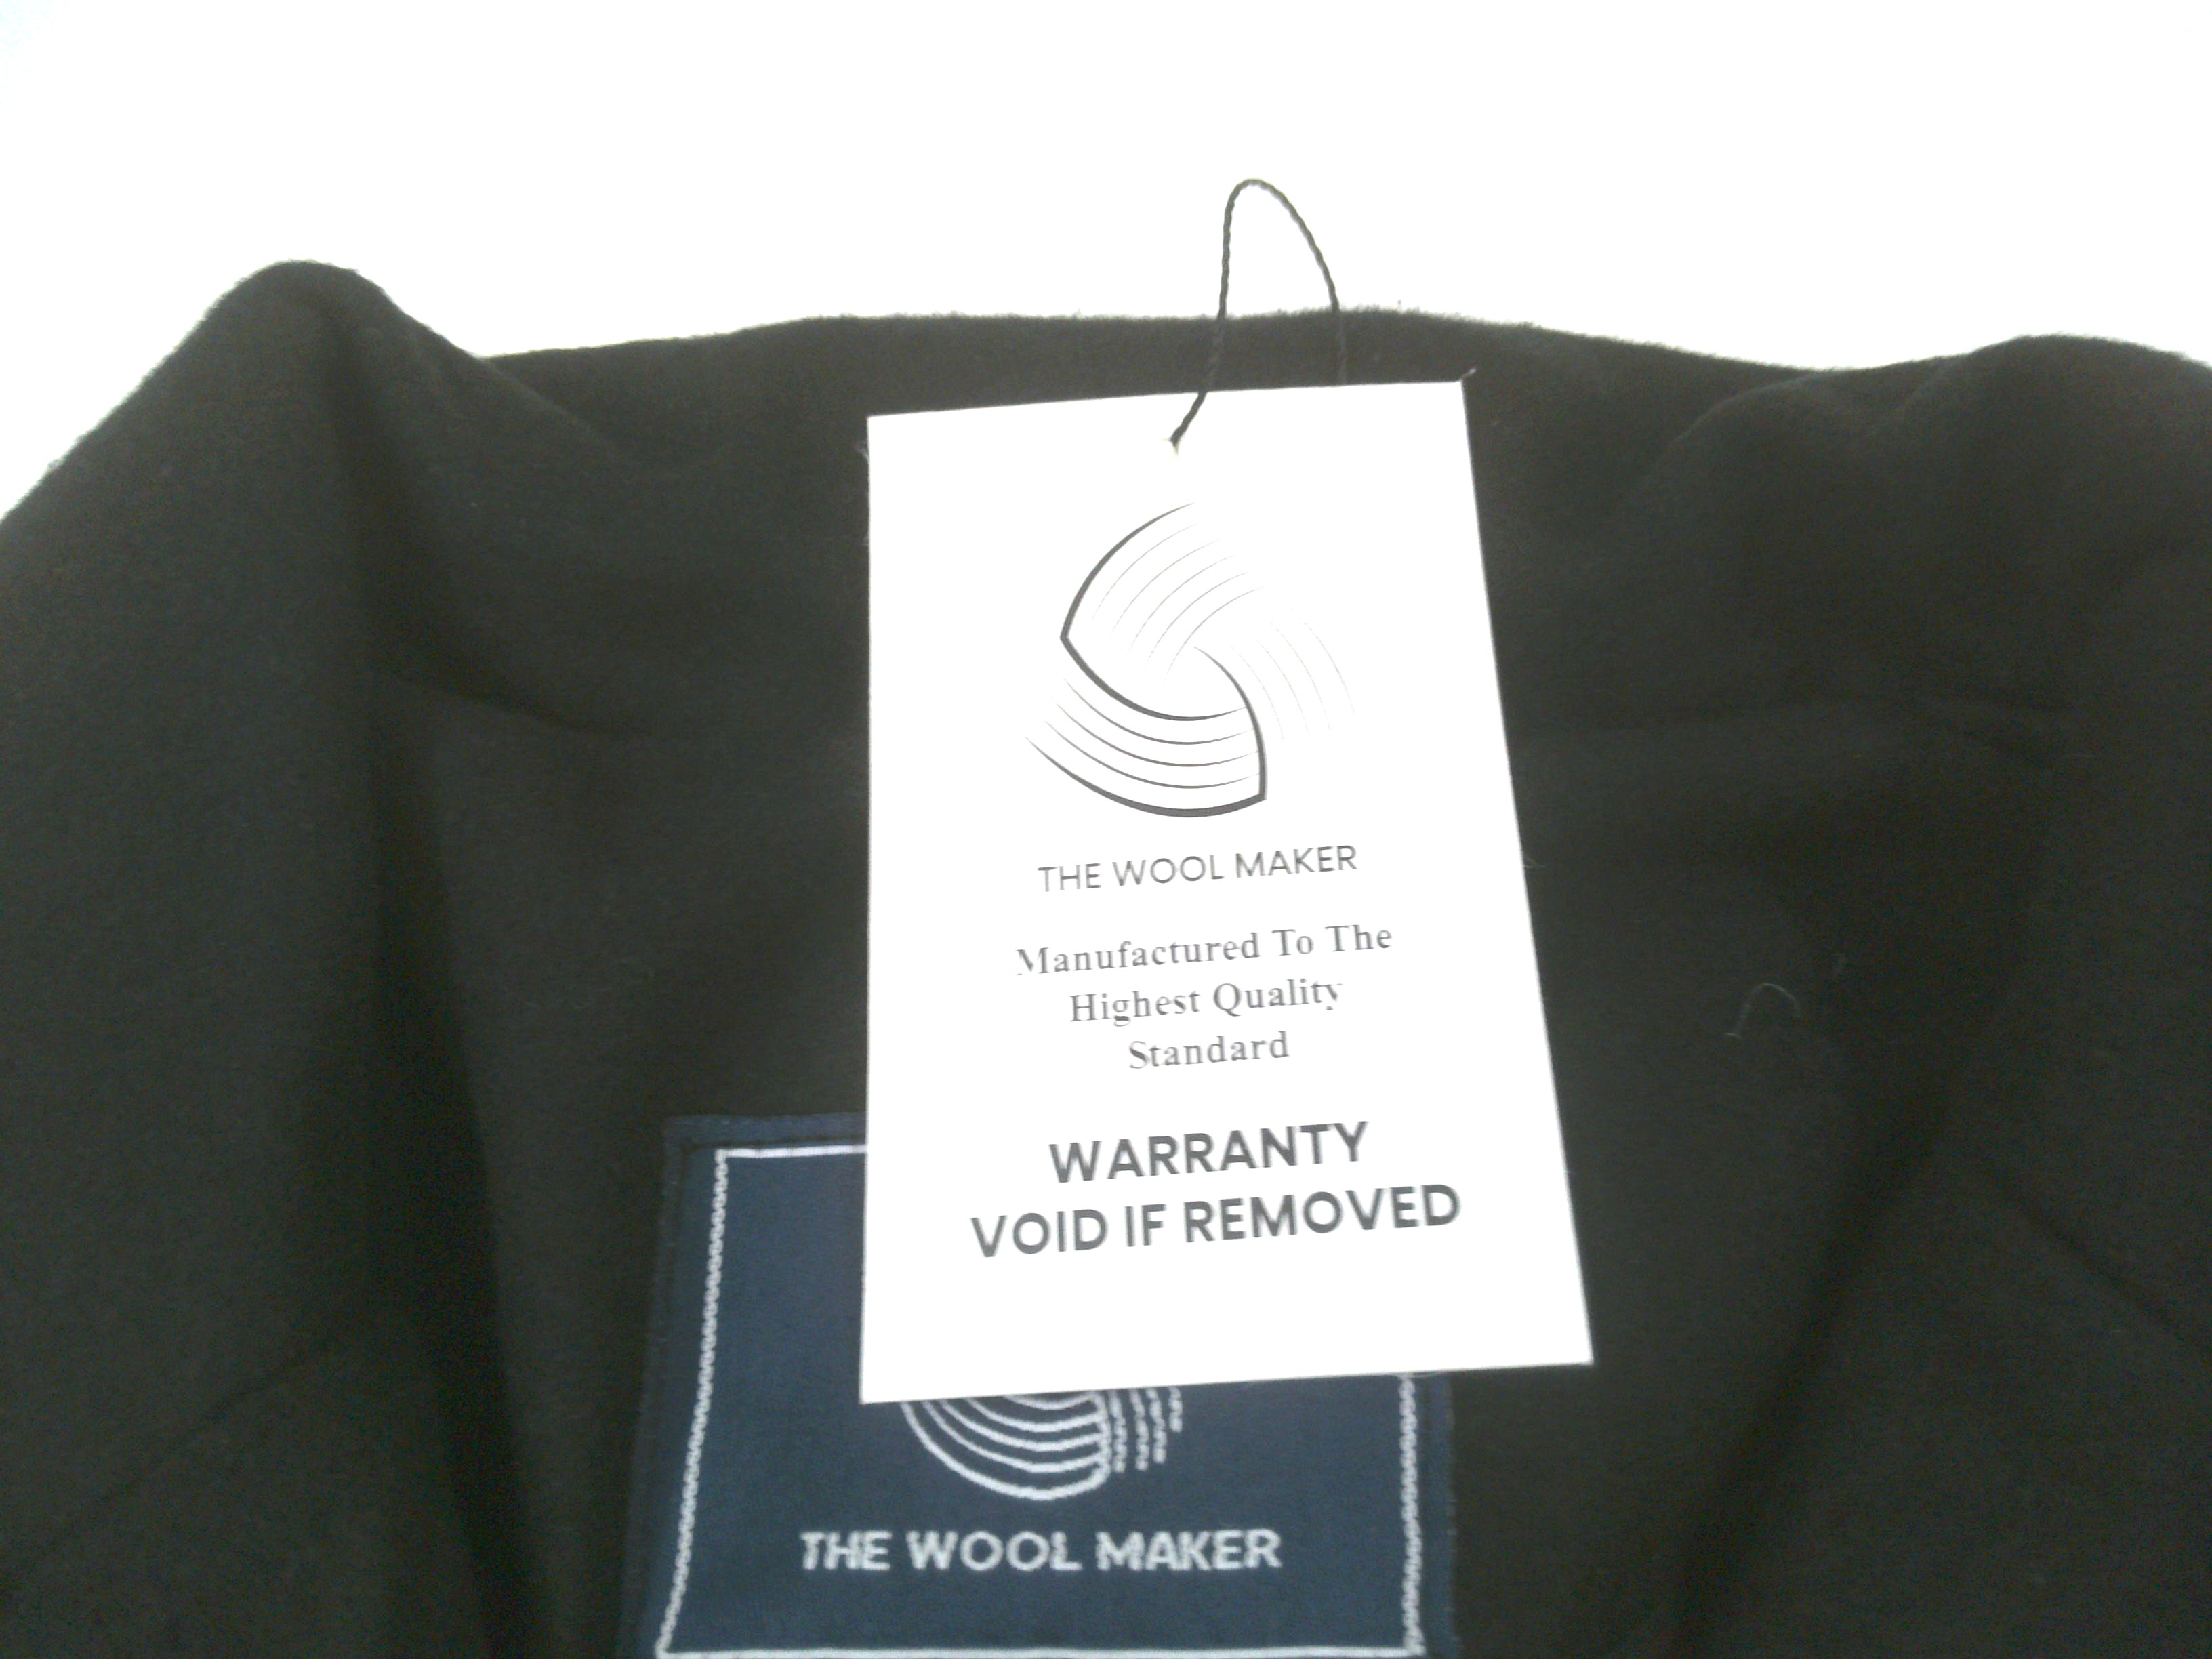 THE WOOL MAKER
Manufactured To The
Highest Quality
Standard
WARRANTY
VOID IF REMOVED
THE WOOL MAKER